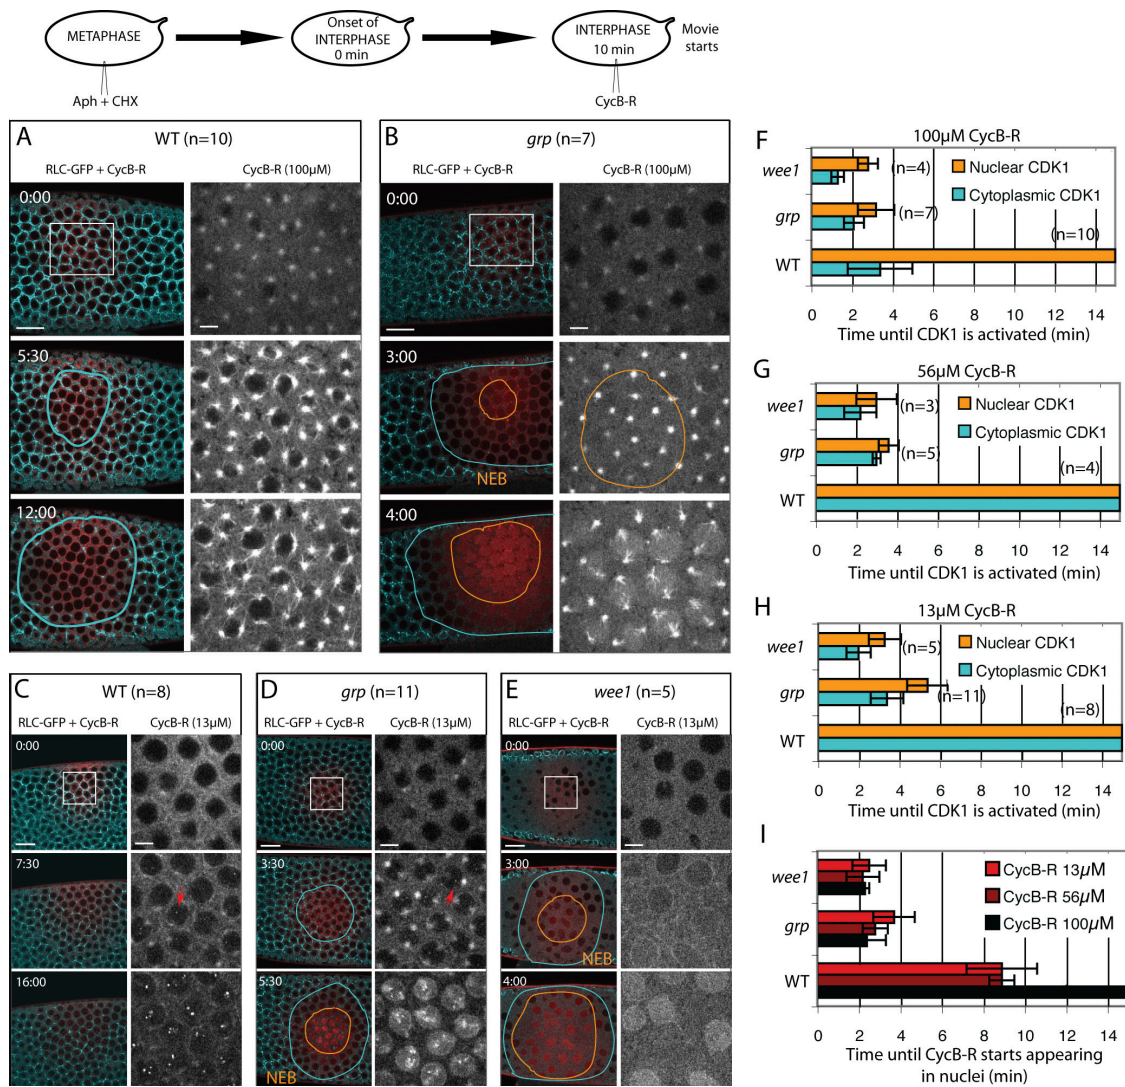 METAPHASE
Onset of
INTERPHASE
0 min
INTERPHASE
10 min
Movie
starts
Aph + CHX
CycB-R
A
WT (n=10)
RLC-GFP + CycB-R
CycB-R (100µM)
0:00
5:30
12:00
B
grp (n=7)
RLC-GFP + CycB-R
CycB-R (100µM)
0:00
3:00
NEB
4:00
C
WT (n=8)
RLC-GFP + CycB-R
CycB-R (13µM)
0:00
7:30
16:00
D
grp (n=11)
RLC-GFP + CycB-R
CycB-R (13µM)
0:00
3:30
5:30
NEB
E
wee1 (n=5)
RLC-GFP + CycB-R
CycB-R (13µM)
0:00
3:00
NEB
4:00
F
100µM CycB-R
wee1
(n=4)
Nuclear CDK1
Cytoplasmic CDK1
grp
(n=7)
(n=10)
WT
0 2 4 6 8 10 12 14
Time until CDK1 is activated (min)
G
56µM CycB-R
wee1
(n=3)
Nuclear CDK1
Cytoplasmic CDK1
grp
(n=5)
(n=4)
WT
0 2 4 6 8 10 12 14
Time until CDK1 is activated (min)
H
13µM CycB-R
wee1
(n=5)
Nuclear CDK1
Cytoplasmic CDK1
grp
(n=11)
(n=8)
WT
0 2 4 6 8 10 12 14
Time until CDK1 is activated (min)
I
wee1
CycB-R 13µM
CycB-R 56µM
CycB-R 100µM
grp
WT
0 2 4 6 8 10 12 14
Time until CycB-R starts appearing
in nuclei (min)